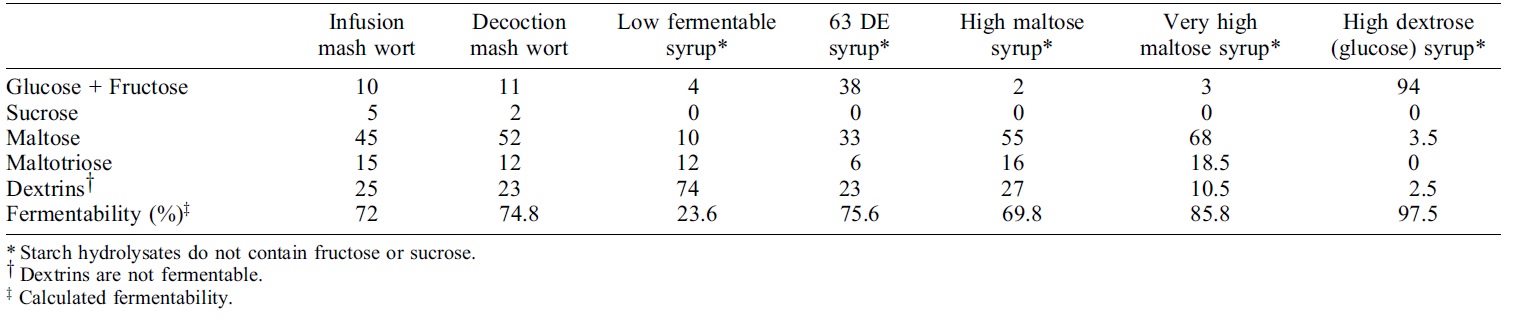 Infusion mash wort Decoction mash wort Low fermentable syrup* 63 DE syrup* High maltose syrup* Very high maltose syrup* High dextrose (glucose) syrup*
Glucose + Fructose 10 11 4 38 2 3 94
Sucrose 5 2 0 0 0 0 0
Maltose 45 52 10 33 55 68 3.5
Maltotriose 15 12 12 6 16 18.5 0
Dextrins† 25 23 74 23 27 10.5 2.5
Fermentability (%)‡ 72 74.8 23.6 75.6 69.8 85.8 97.5
* Starch hydrolysates do not contain fructose or sucrose.
† Dextrins are not fermentable.
‡ Calculated fermentability.